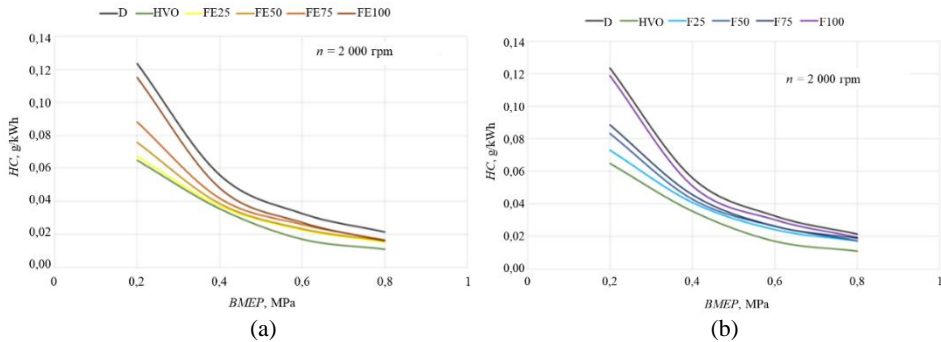 D HVO FE25 FE50 FE75 FE100
0,14
n = 2 000 rpm
0,12
0,10
0,08
HC, g/kWh
0,06
0,04
0,02
0,00
0 0,2 0,4 0,6 0,8 1
BMEP, MPa
(a)
D HVO F25 F50 F75 F100
0,14
0,12
n = 2 000 rpm
0,10
0,08
HC, g/kWh
0,06
0,04
0,02
0,00
0 0,2 0,4 0,6 0,8 1
BMEP, MPa
(b)